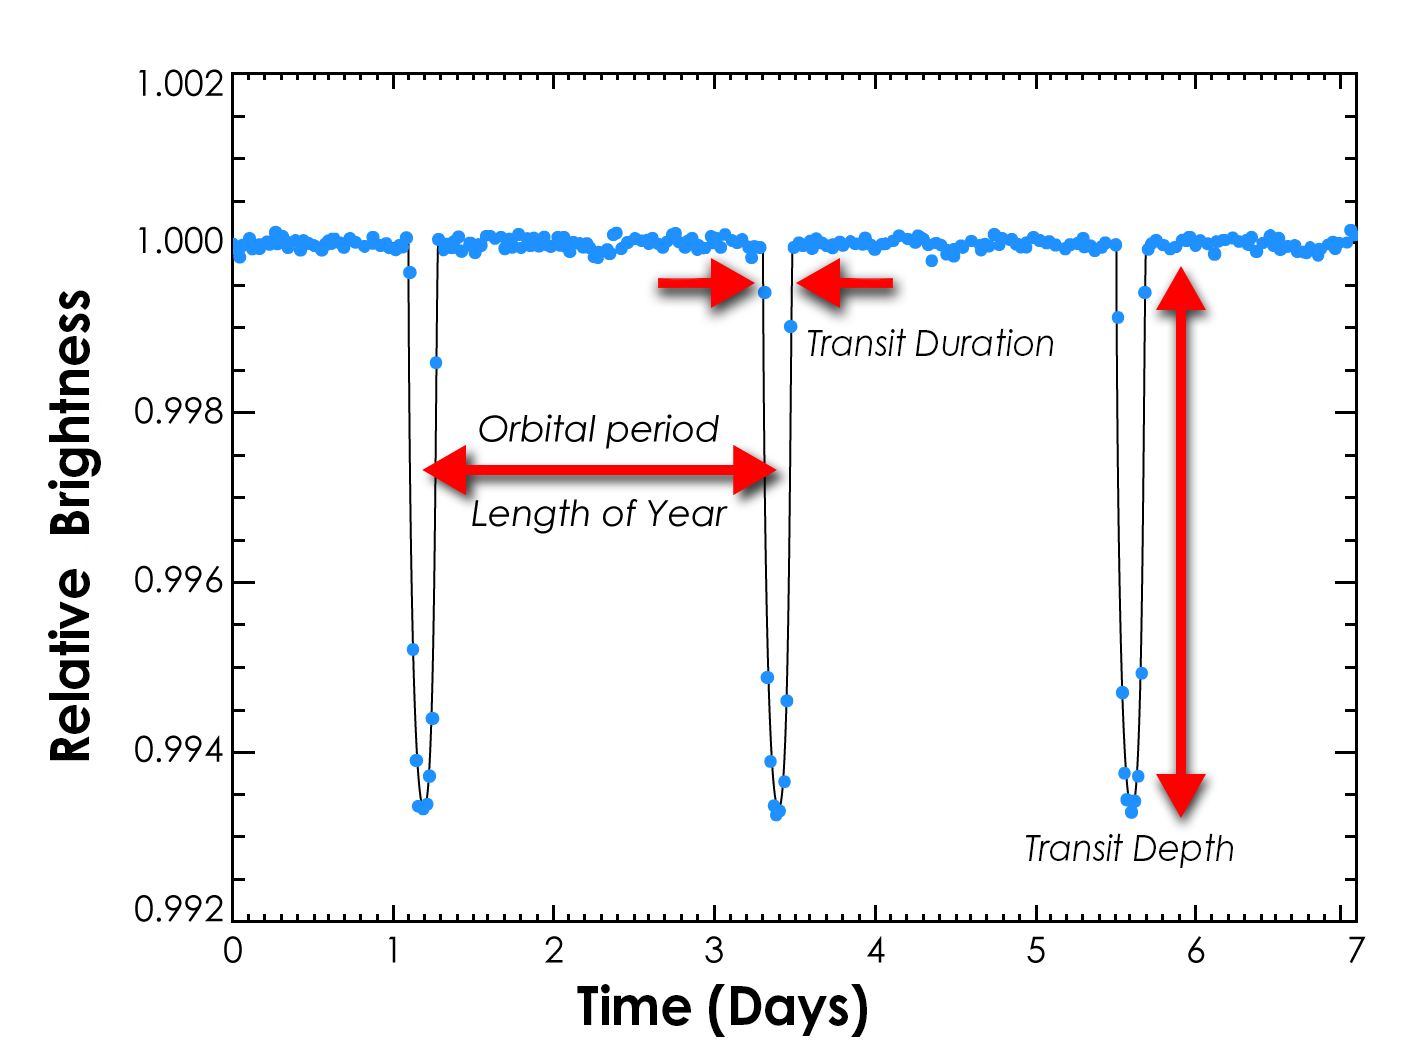 1.002
1.000
0.998
0.996
0.994
0.992
Relative Brightness
Transit Duration
Orbital period
Length of Year
Transit Depth
0 1 2 3 4 5 6 7
Time (Days)